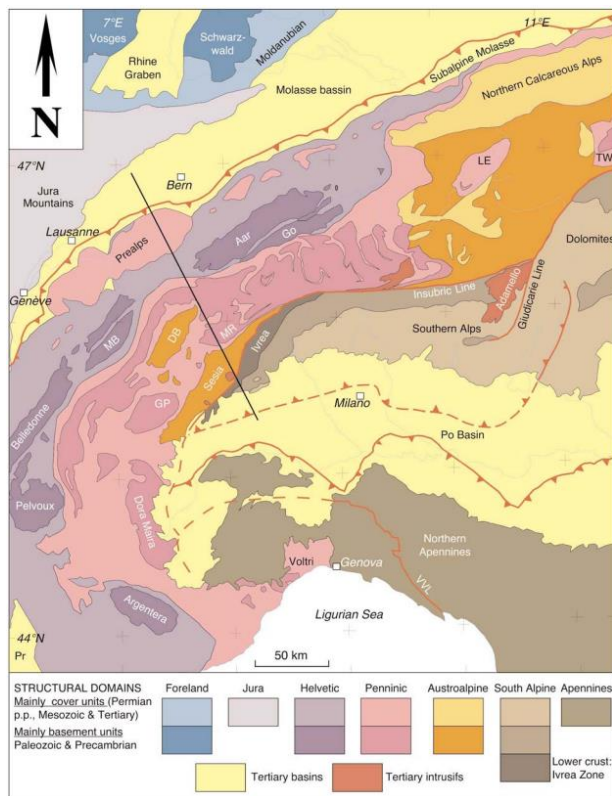 7°E
11°E
Vosges
Schwarz-
wald
Moldanubian
Rhine
Graben
Subalpine Molasse
Northern Calcareous Alps
Molasse bassin
N
47°N
LE
TW
Jura
Mountains
Bern
Lausanne
Prealps
Aar
Go
Dolomites
Genève
Insubric Line
Adamello
Giudicarie Line
MB
DB
MR
Ivrea
Southern Alps
Sesia
GP
Milano
Belledonne
Po Basin
Pelvoux
Dora Maira
Voltri
Genova
Northern
Apennines
VVL
Argentera
Ligurian Sea
44°N
Pr
50 km
STRUCTURAL DOMAINS
Mainly cover units (Permian
p.p., Mesozoic & Tertiary)
Mainly basement units
Paleozoic & Precambrian
Foreland
Jura
Helvetic
Penninic
Austroalpine
South Alpine
Apennines
Lower crust:
Ivrea Zone
Tertiary basins
Tertiary intrusifs